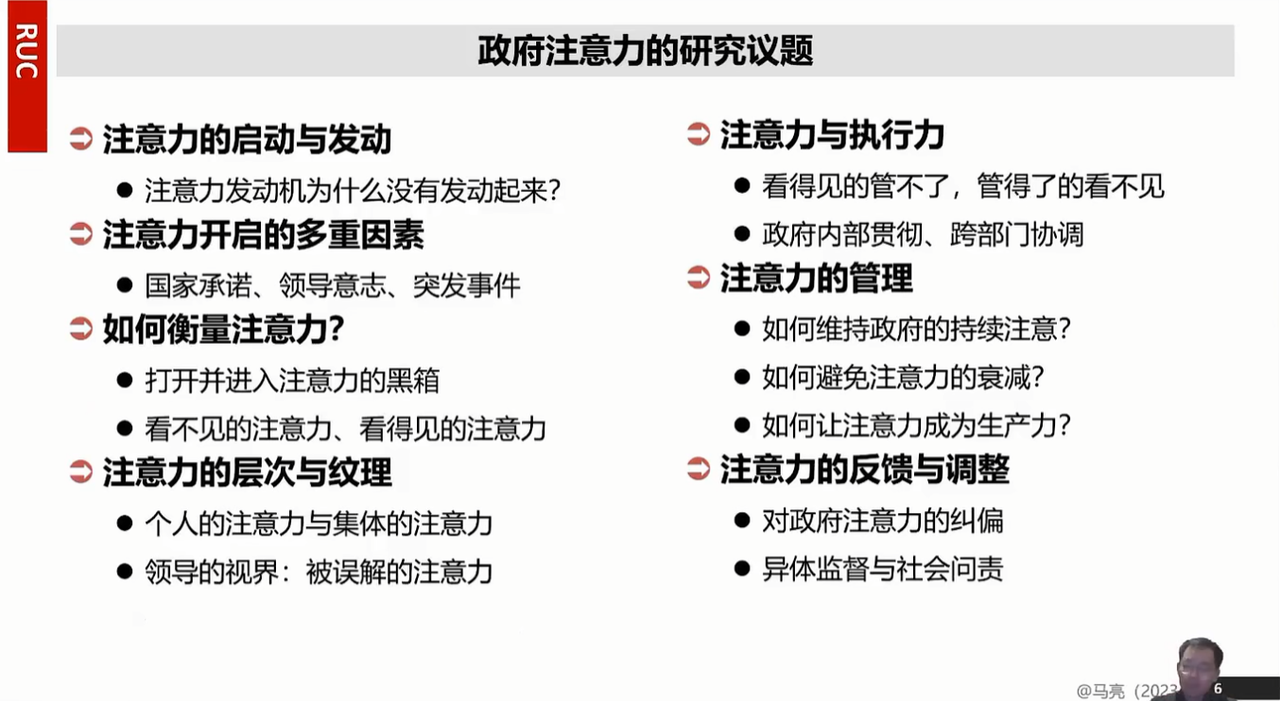 RUC
政府注意力的研究议题
注意力的启动与发动
注意力发动机为什么没有发动起来？
注意力开启的多重因素
国家承诺、领导意志、突发事件
如何衡量注意力？
打开并进入注意力的黑箱
看不见的注意力、看得见的注意力
注意力的层次与纹理
个人的注意力与集体的注意力
领导的视界：被误解的注意力
注意力与执行力
看得见的管不了，管得了的看不见
政府内部贯彻、跨部门协调
注意力的管理
如何维持政府的持续注意？
如何避免注意力的衰减？
如何让注意力成为生产力？
注意力的反馈与调整
对政府注意力的纠偏
异体监督与社会问责
@马亮（2023
6